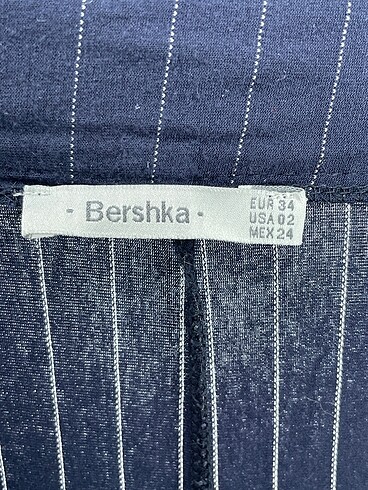 - Bershka -
EUR 34
USA 02
MEX 24